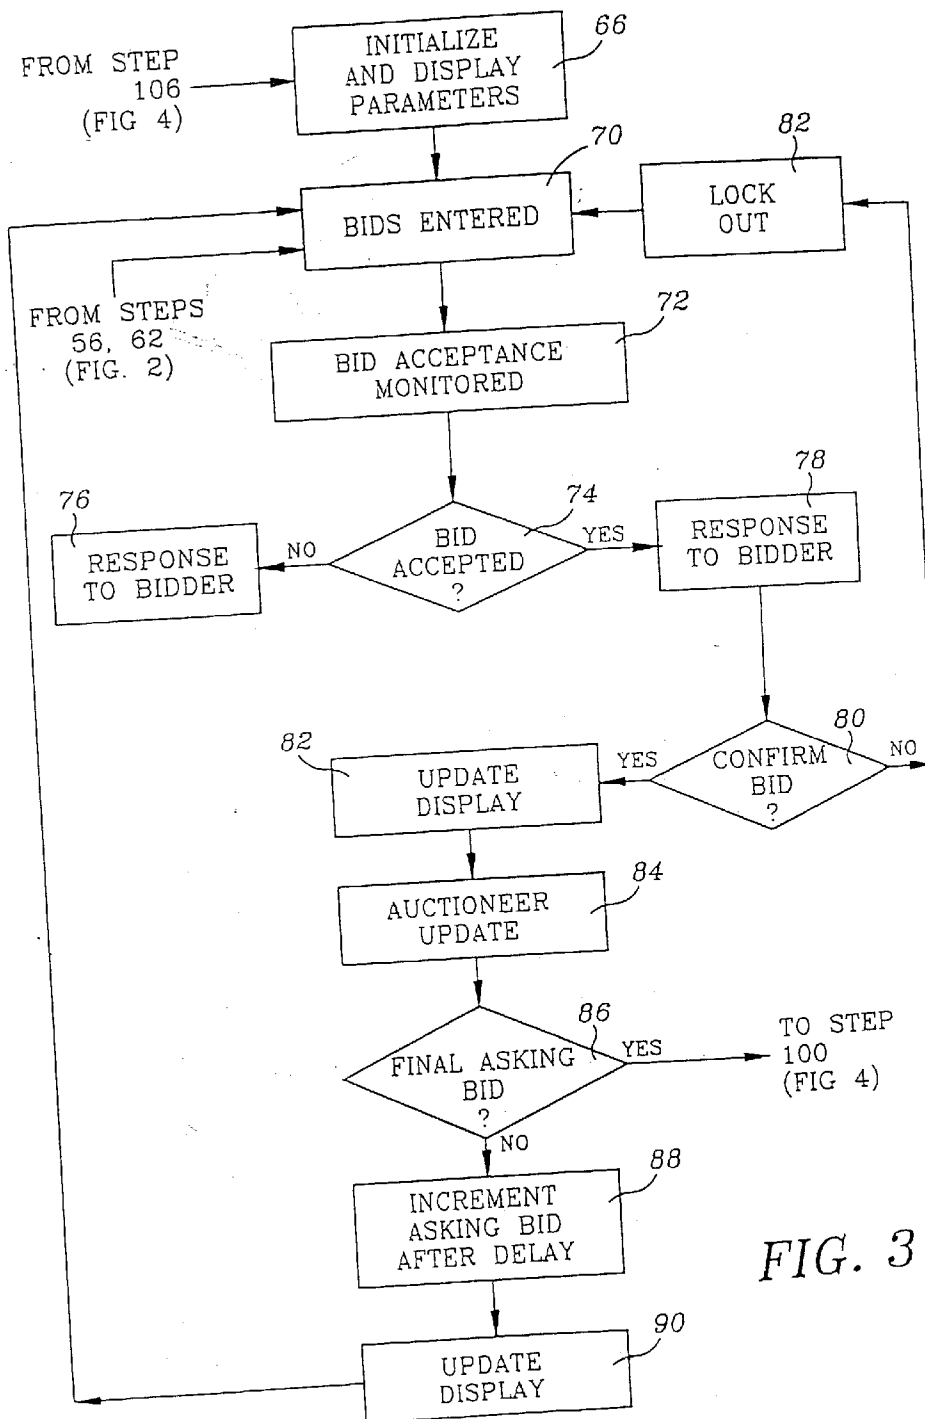 FROM STEP
106
(FIG 4)
INITIALIZE
AND DISPLAY
PARAMETERS
66
70
BIDS ENTERED
82
LOCK
OUT
FROM STEPS
56, 62
(FIG. 2)
72
BID ACCEPTANCE
MONITORED
76
RESPONSE
TO BIDDER
NO
74
BID
ACCEPTED
?
YES
78
RESPONSE
TO BIDDER
80
CONFIRM
BID
?
NO
YES
82
UPDATE
DISPLAY
84
AUCTIONEER
UPDATE
86
FINAL ASKING
BID
?
YES
TO STEP
100
(FIG 4)
NO
88
INCREMENT
ASKING BID
AFTER DELAY
FIG. 3
90
UPDATE
DISPLAY